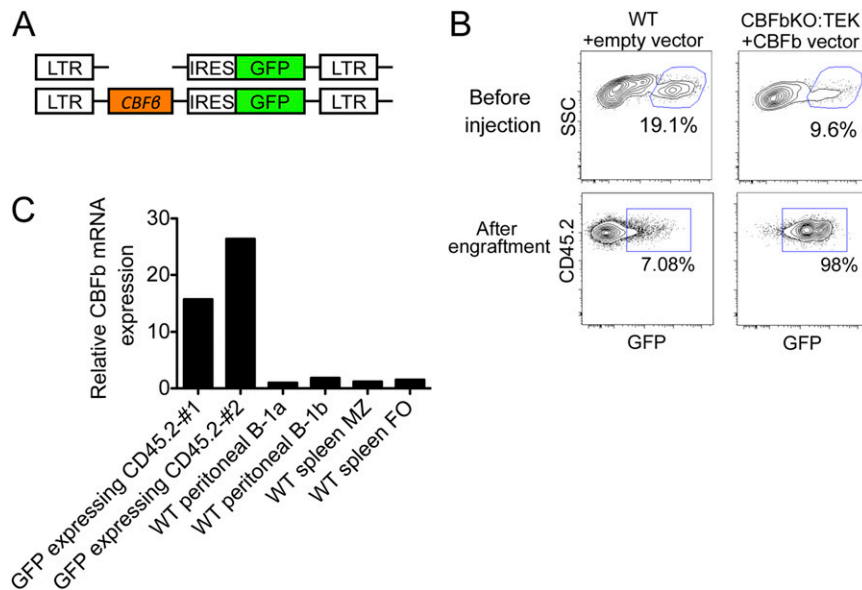 A
LTR IRES GFP LTR
LTR CBFβ IRES GFP LTR
B
WT
+empty vector
CBFbKO:TEK
+CBFb vector
Before
injection
SSC
19.1%
9.6%
After
engraftment
CD45.2
7.08%
98%
GFP
GFP
C
Relative CBFb mRNA
expression
30
20
10
0
GFP expressing CD45.2-#1
GFP expressing CD45.2-#2
WT peritoneal B-1a
WT peritoneal B-1b
WT spleen MZ
WT spleen FO